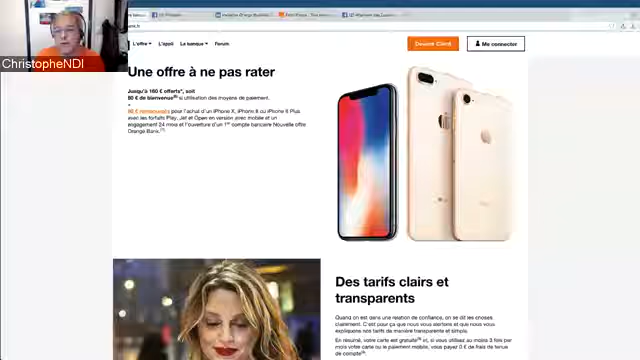 L'offre
L'appli
La banque
Forum
Devenir Client
Me connecter
ChristopheNDI
Une offre à ne pas rater
Jusqu'à 160 € offerts*, soit
80 € de bienvenue si utilisation des moyens de paiement.
+
80 € remboursés pour l'achat d'un iPhone X, iPhone 8 ou iPhone 8 Plus
avec les forfaits Play, Jet et Open en version avec mobile et un
engagement 24 mois et l'ouverture d'un 1er compte bancaire Nouvelle offre
Orange Bank.
Des tarifs clairs et
transparents
Quand on est dans une relation de confiance, on se dit les choses
clairement. C'est pour ça que nous vous alertons et que nous vous
expliquons nos tarifs de manière transparente et simple.
En résumé, votre carte est gratuite et, si vous utilisez au moins 3 fois par
mois votre carte ou le paiement mobile, vous payez 0 € de frais de tenue
de compte